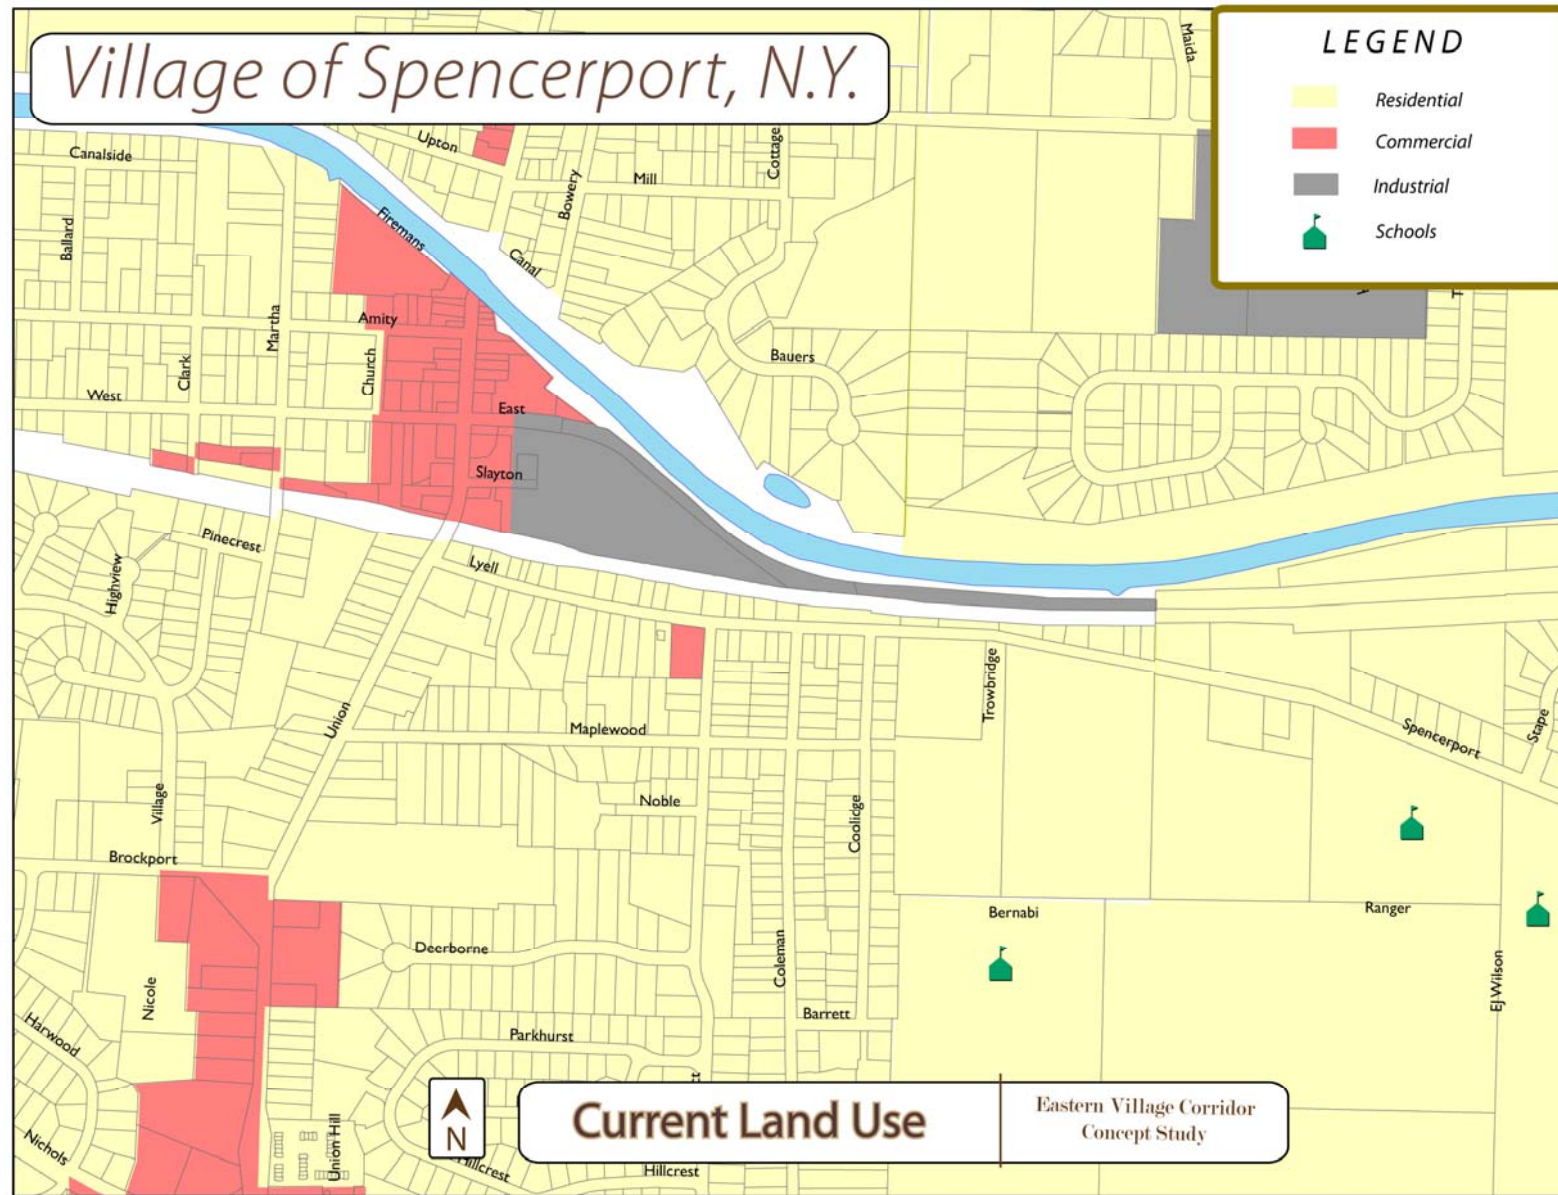 Village of Spencerport, N.Y.
LEGEND
Residential
Commercial
Industrial
Schools
Maida
Upton
Canalside
Mill
Cottage
Bowery
Ballard
Firemans
Canal
Martha
Amity
Church
Clark
Bauers
West
East
Slayton
Pinecrest
Highview
Lyell
Trowbridge
Union
Maplewood
Spencerport
Stape
Village
Noble
Coolidge
Brockport
Bernabi
Ranger
Deerborne
Coleman
EJ Wilson
Nicole
Barrett
Harwood
Parkhurst
tt
Union Hill
Nichols
Hillcrest
Hillcrest
N
Current Land Use
Eastern Village Corridor
Concept Study